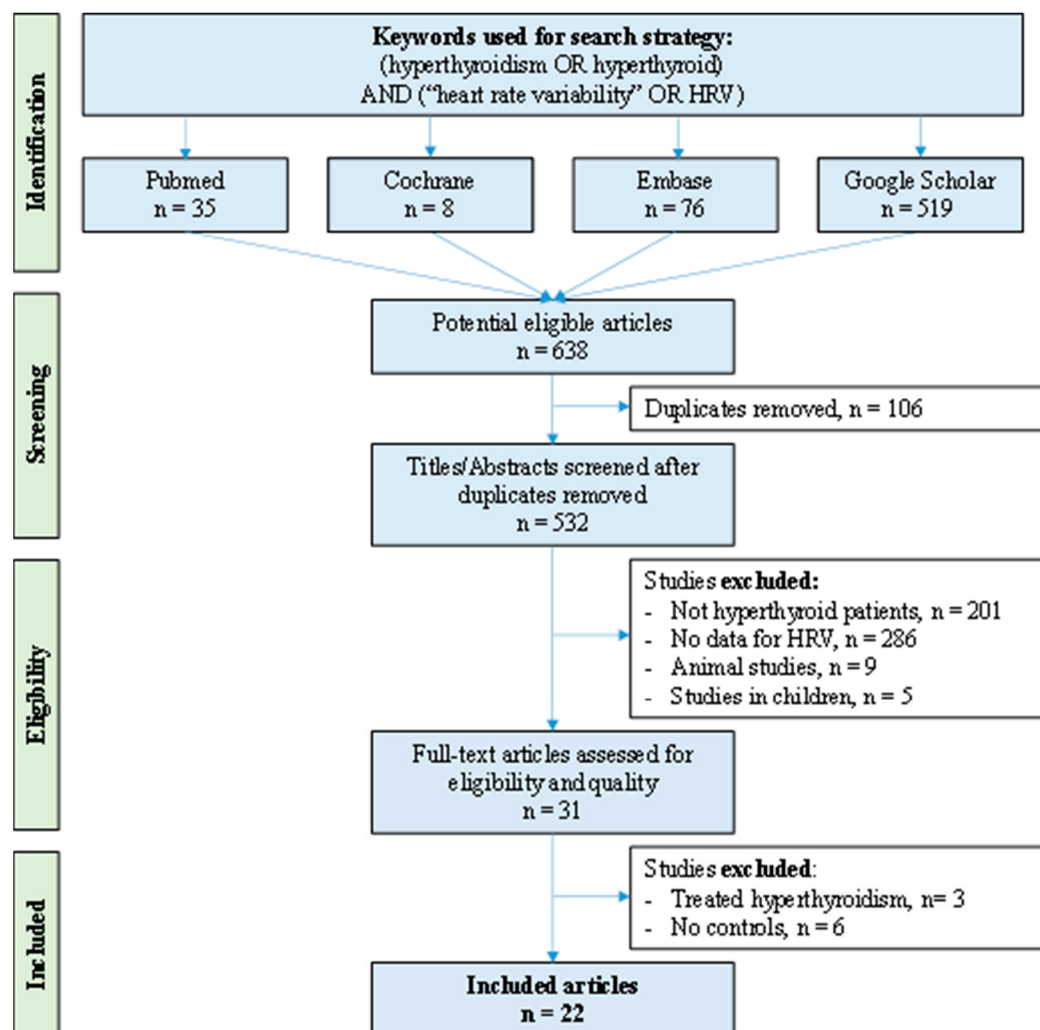 Identification
Keywords used for search strategy:
(hyperthyroidism OR hyperthyroid)
AND (“heart rate variability” OR HRV)
Pubmed
n = 35
Cochrane
n = 8
Embase
n = 76
Google Scholar
n = 519
Screening
Potential eligible articles
n = 638
Duplicates removed, n = 106
Titles/Abstracts screened after
duplicates removed
n = 532
Eligibility
Studies excluded:
- Not hyperthyroid patients, n = 201
- No data for HRV, n = 286
- Animal studies, n = 9
- Studies in children, n = 5
Full-text articles assessed for
eligibility and quality
n = 31
Included
Studies excluded:
- Treated hyperthyroidism, n= 3
- No controls, n = 6
Included articles
n = 22